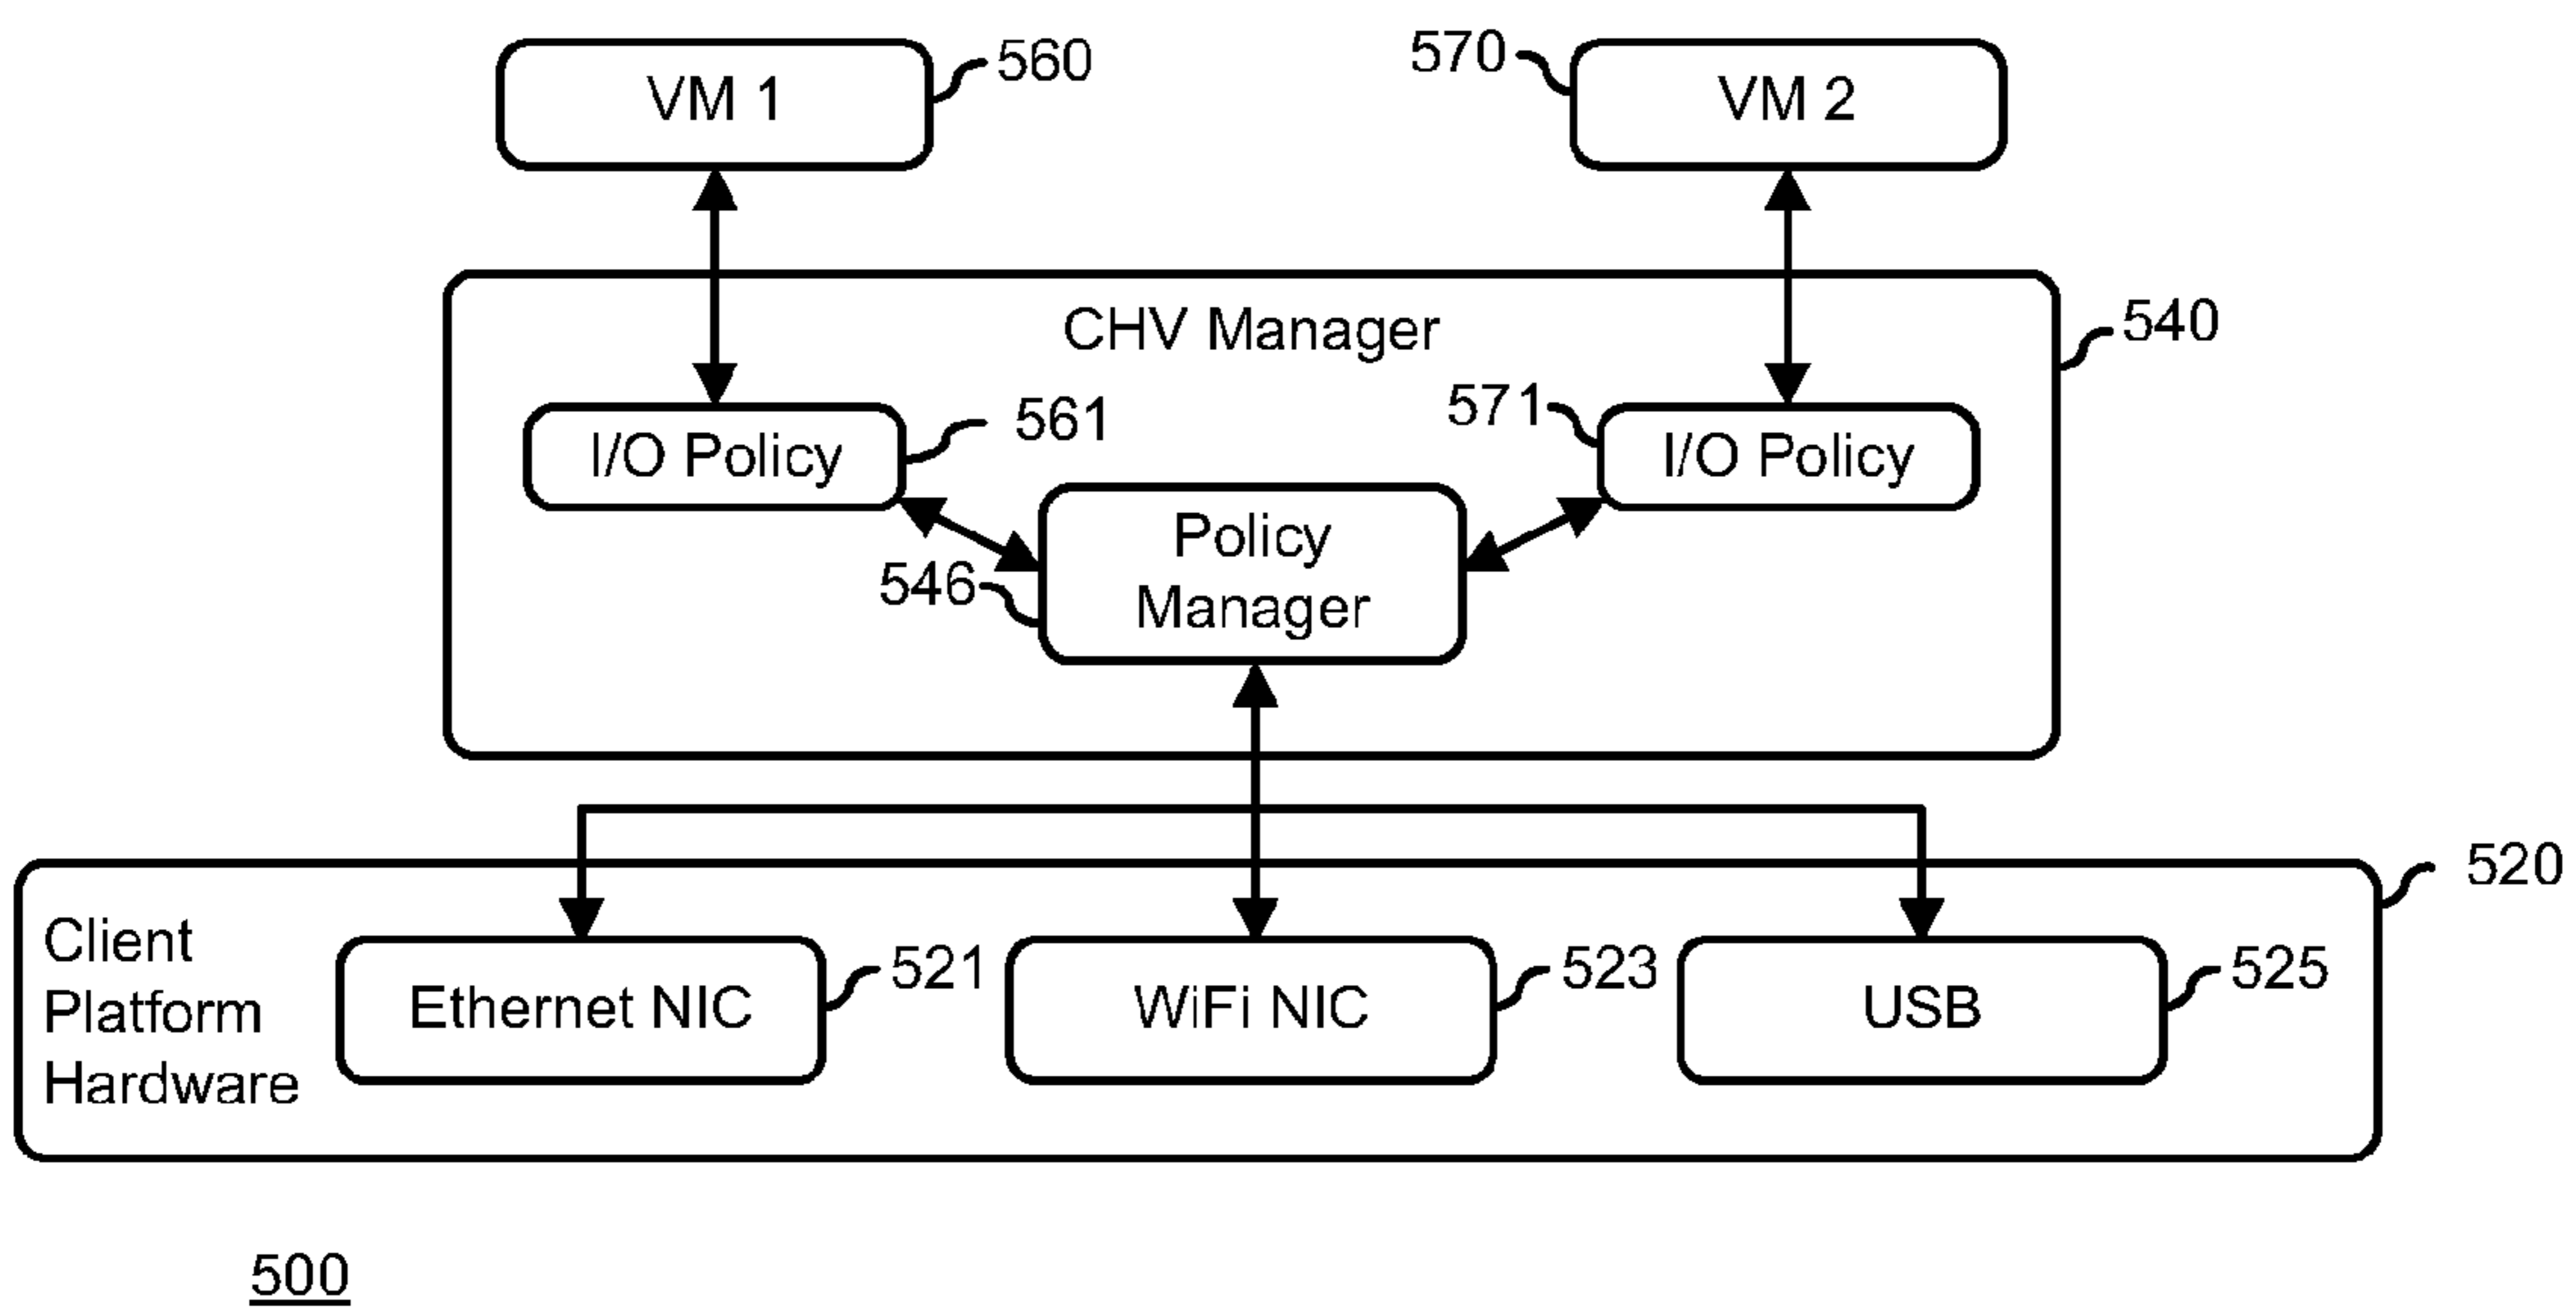 VM 1
560
570
VM 2
CHV Manager
540
I/O Policy
561
571
I/O Policy
546
Policy
Manager
520
Client
Platform
Hardware
Ethernet NIC
521
WiFi NIC
523
USB
525
500